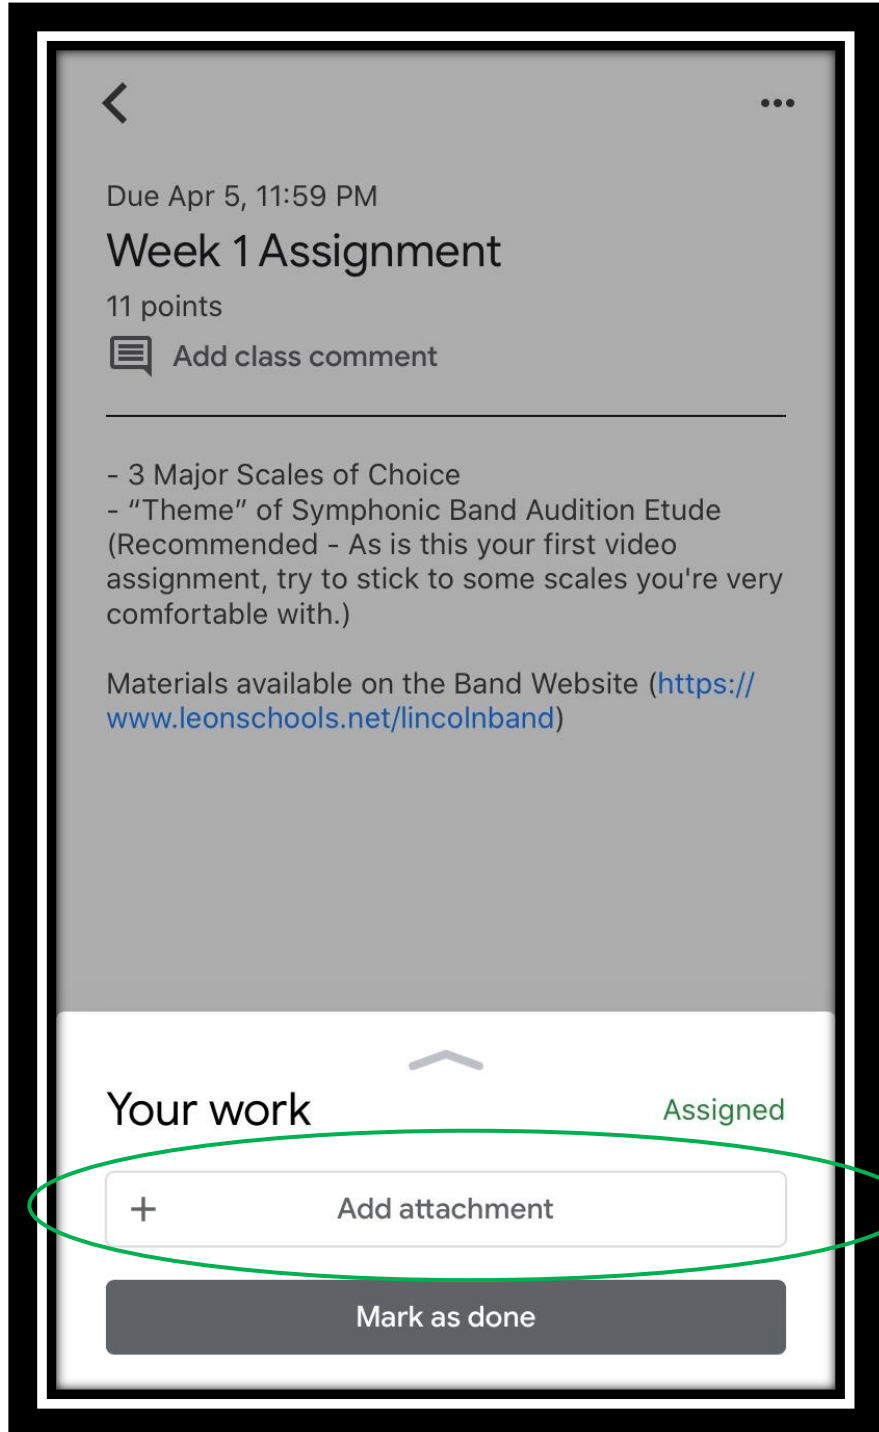 Due Apr 5, 11:59 PM
Week 1 Assignment
11 points
Add class comment
- 3 Major Scales of Choice
- “Theme” of Symphonic Band Audition Etude
(Recommended - As is this your first video
assignment, try to stick to some scales you're very
comfortable with.)
Materials available on the Band Website (https://
www.leonschools.net/lincolnband)
Your work
Assigned
+ Add attachment
Mark as done